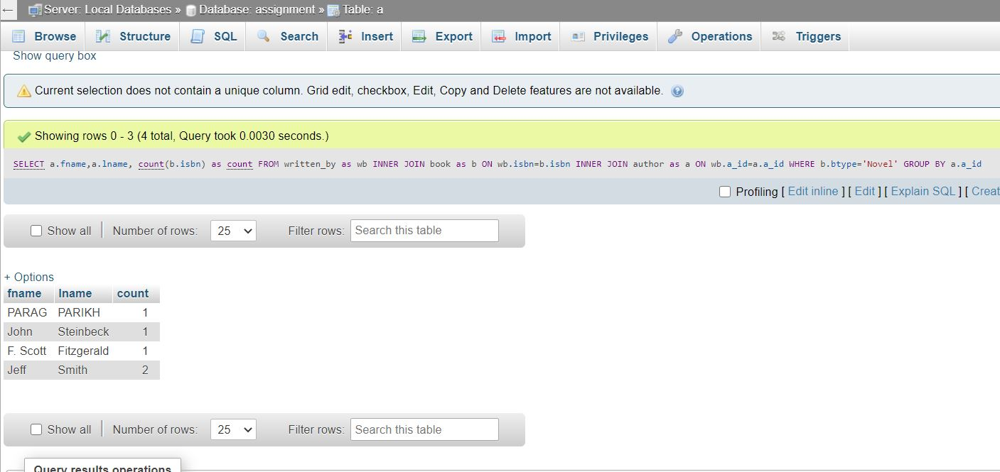 Server: Local Databases » Database: assignment » Table: a
Browse Structure SQL Search Insert Export Import Privileges Operations Triggers
Show query box
Current selection does not contain a unique column. Grid edit, checkbox, Edit, Copy and Delete features are not available.
Showing rows 0 - 3 (4 total, Query took 0.0030 seconds.)
SELECT a.fname,a.lname, count(b.isbn) as count FROM written_by as wb INNER JOIN book as b ON wb.isbn=b.isbn INNER JOIN author as a ON wb.a_id=a.a_id WHERE b.btype='Novel' GROUP BY a.a_id
Profiling [ Edit inline ] [ Edit ] [ Explain SQL ] [ Creat
Show all Number of rows: 25 Filter rows: Search this table
+ Options
fname lname count
PARAG PARIKH 1
John Steinbeck 1
F. Scott Fitzgerald 1
Jeff Smith 2
Show all Number of rows: 25 Filter rows: Search this table
Query results operations